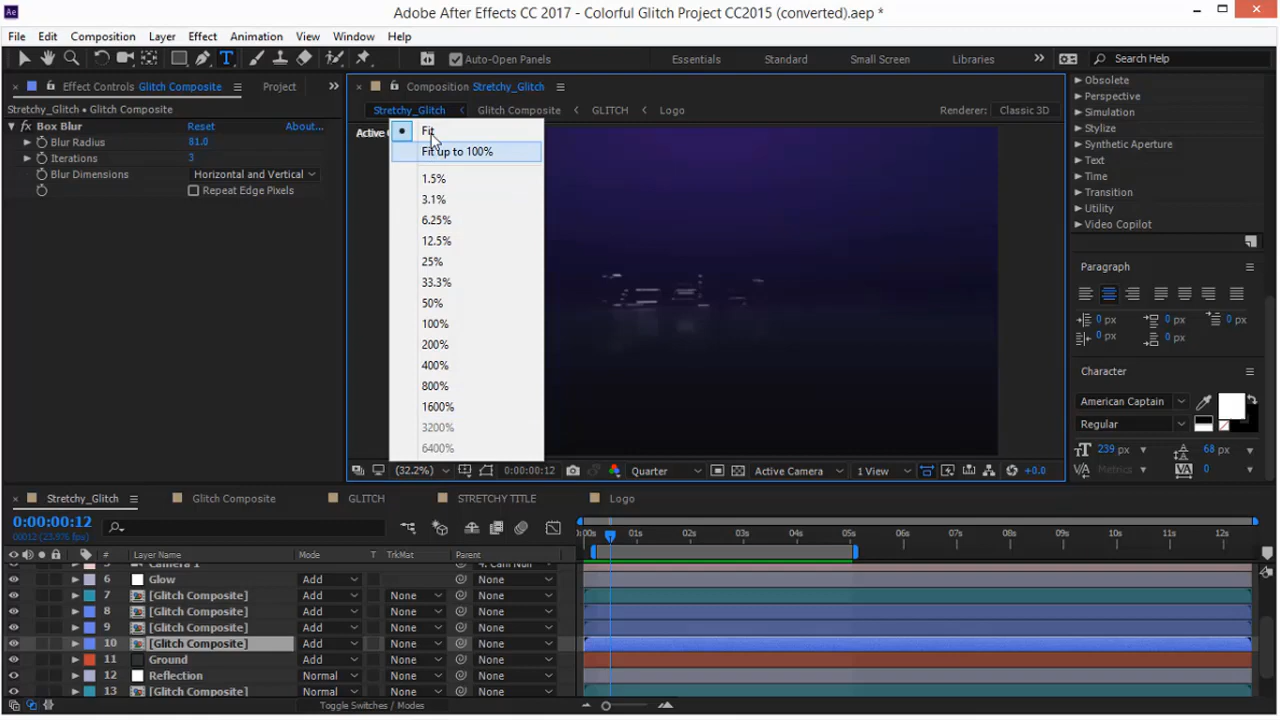 Ae Adobe After Effects CC 2017 - Colorful Glitch Project CC2015 (converted).aep *
File Edit Composition Layer Effect Animation View Window Help
T Auto-Open Panels Essentials Standard Small Screen Libraries Search Help
Effect Controls Glitch Composite Project
Stretchy_Glitch • Glitch Composite
fx Box Blur Reset About...
Blur Radius 81.0
Iterations 3
Blur Dimensions Horizontal and Vertical
Repeat Edge Pixels
Composition Stretchy_Glitch
Stretchy_Glitch Glitch Composite GLITCH Logo Renderer: Classic 3D
Fit
Fit up to 100%
1.5%
3.1%
6.25%
12.5%
25%
33.3%
50%
100%
200%
400%
800%
1600%
3200%
6400%
(32.2%) 0:00:00:12 Quarter Active Camera 1 View +0.0
Obsolete
Perspective
Simulation
Stylize
Synthetic Aperture
Text
Time
Transition
Utility
Video Copilot
Paragraph
0 px 0 px 0 px
0 px 0 px
Character
American Captain
Regular
239 px 68 px
Metrics 0
Stretchy_Glitch Glitch Composite GLITCH STRETCHY TITLE Logo
0:00:00:12
00012 (23.976 fps)
# Layer Name Mode T TrkMat Parent
:00s 01s 02s 03s 04s 05s 06s 07s 08s 09s 10s 11s 12s
5 Camera 1 4. Cam Null
6 Glow Add None
7 [Glitch Composite] Add None None
8 [Glitch Composite] Add None None
9 [Glitch Composite] Add None None
10 [Glitch Composite] Add None None
11 Ground Add None None
12 Reflection Normal None None
13 [Glitch Composite] Normal None None
Toggle Switches / Modes